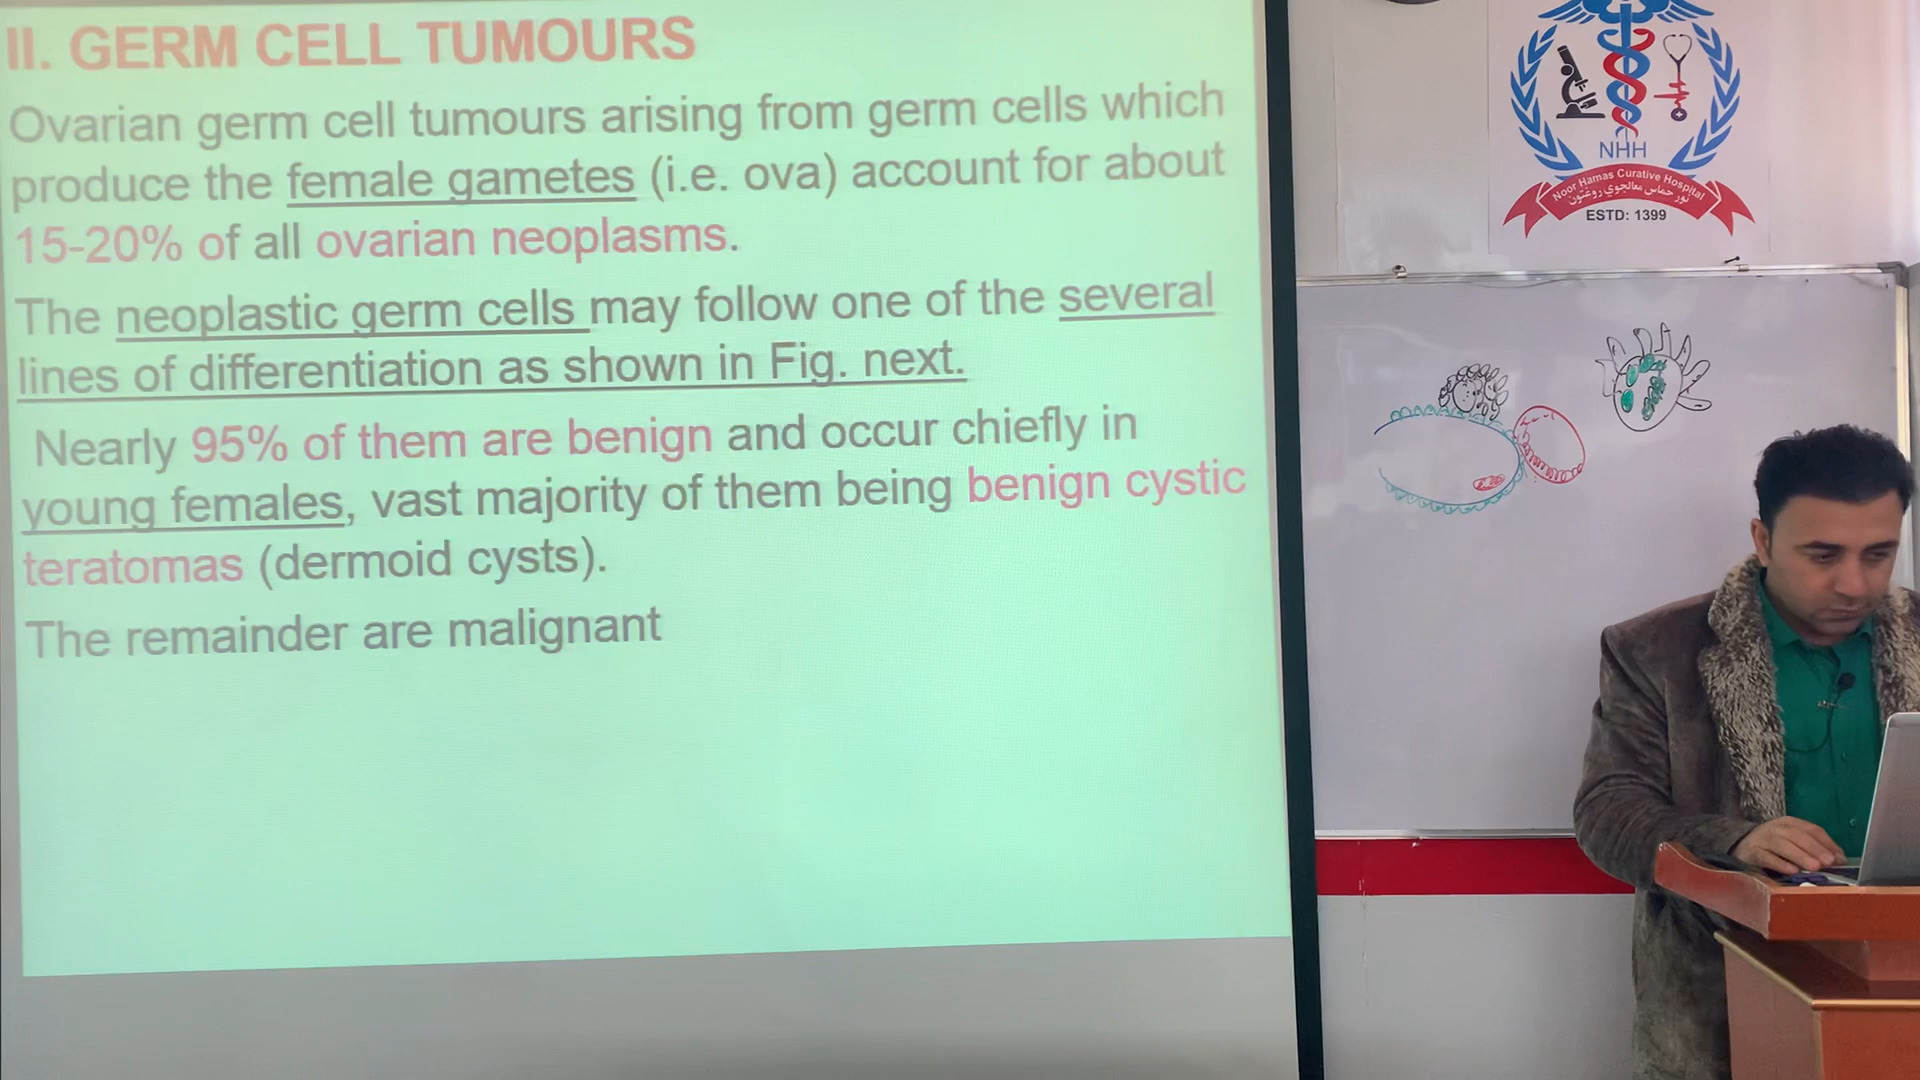 II. GERM CELL TUMOURS
Ovarian germ cell tumours arising from germ cells which
produce the female gametes (i.e. ova) account for about
15-20% of all ovarian neoplasms.
The neoplastic germ cells may follow one of the several
lines of differentiation as shown in Fig. next.
Nearly 95% of them are benign and occur chiefly in
young females, vast majority of them being benign cystic
teratomas (dermoid cysts).
The remainder are malignant
NHH
Noor Hamas Curative Hospital
نور حماس معالجوي روغتون
ESTD: 1399